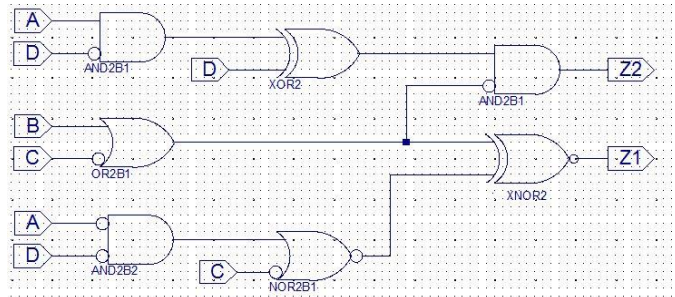 A
D
AND2B1
D
XOR2
AND2B1
Z2
B
C
OR2B1
XNOR2
Z1
A
D
AND2B2
C
NOR2B1